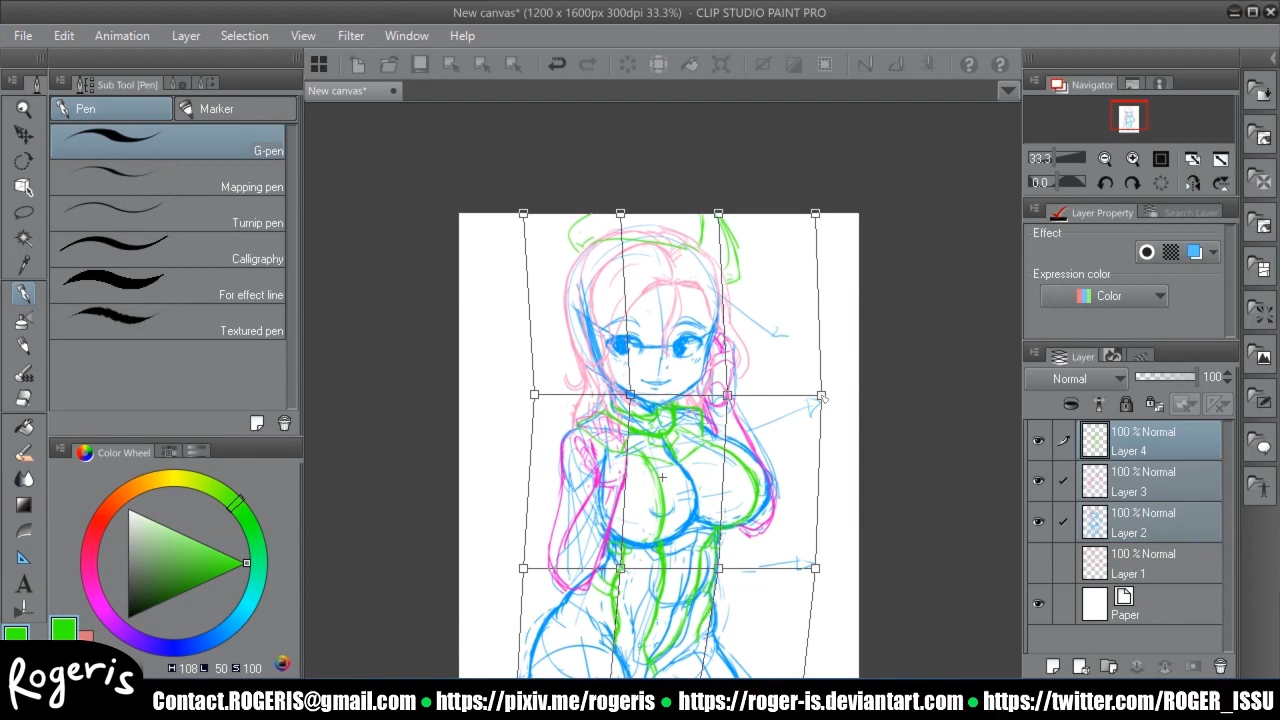 New canvas* (1200 x 1600px 300dpi 33.3%) - CLIP STUDIO PAINT PRO
File Edit Animation Layer Selection View Filter Window Help
Sub Tool [Pen]
New canvas*
Navigator
Pen Marker
G-pen
Mapping pen
Turnip pen
Calligraphy
For effect line
Textured pen
33.3
0.0
Layer Property Search Layer
Effect
Expression color
Color
Layer
Normal 100
100 % Normal
Layer 4
100 % Normal
Layer 3
100 % Normal
Layer 2
100 % Normal
Layer 1
Paper
Color Wheel
H 108 L 50 S 100
Rogeris
Contact.ROGERIS@gmail.com ● https://pixiv.me/rogeris ● https://roger-is.deviantart.com ● https://twitter.com/ROGER_ISSU